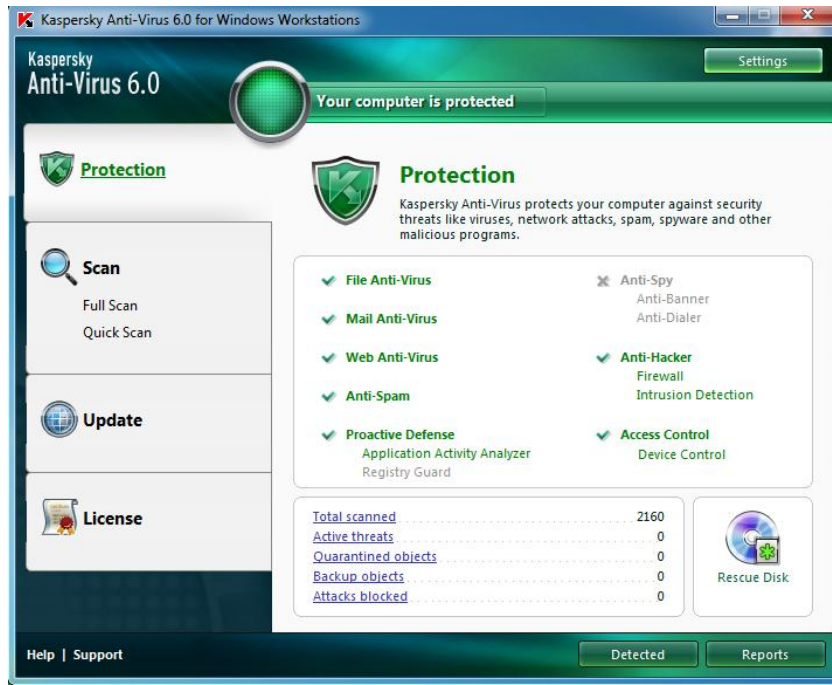 Kaspersky Anti-Virus 6.0 for Windows Workstations
Kaspersky
Anti-Virus 6.0
Settings
Your computer is protected
Protection
Scan
Full Scan
Quick Scan
Update
License
Protection
Kaspersky Anti-Virus protects your computer against security
threats like viruses, network attacks, spam, spyware and other
malicious programs.
File Anti-Virus
Mail Anti-Virus
Web Anti-Virus
Anti-Spam
Proactive Defense
Application Activity Analyzer
Registry Guard
Anti-Spy
Anti-Banner
Anti-Dialer
Anti-Hacker
Firewall
Intrusion Detection
Access Control
Device Control
Total scanned 2160
Active threats 0
Quarantined objects 0
Backup objects 0
Attacks blocked 0
Rescue Disk
Help | Support
Detected
Reports